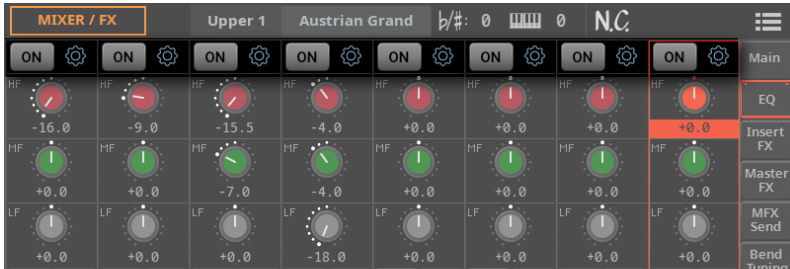 MIXER / FX Upper 1 Austrian Grand b/#: 0 0 N.C.
ON ON ON ON ON ON ON ON Main
HF HF HF HF HF HF HF HF EQ
-16.0 -9.0 -15.5 -4.0 +0.0 +0.0 +0.0 +0.0 Insert FX
MF MF MF MF MF MF MF MF Master FX
+0.0 +0.0 -7.0 -4.0 +0.0 +0.0 +0.0 +0.0
LF LF LF LF LF LF LF LF MFX Send
+0.0 +0.0 +0.0 -18.0 +0.0 +0.0 +0.0 +0.0 Bend Tuning